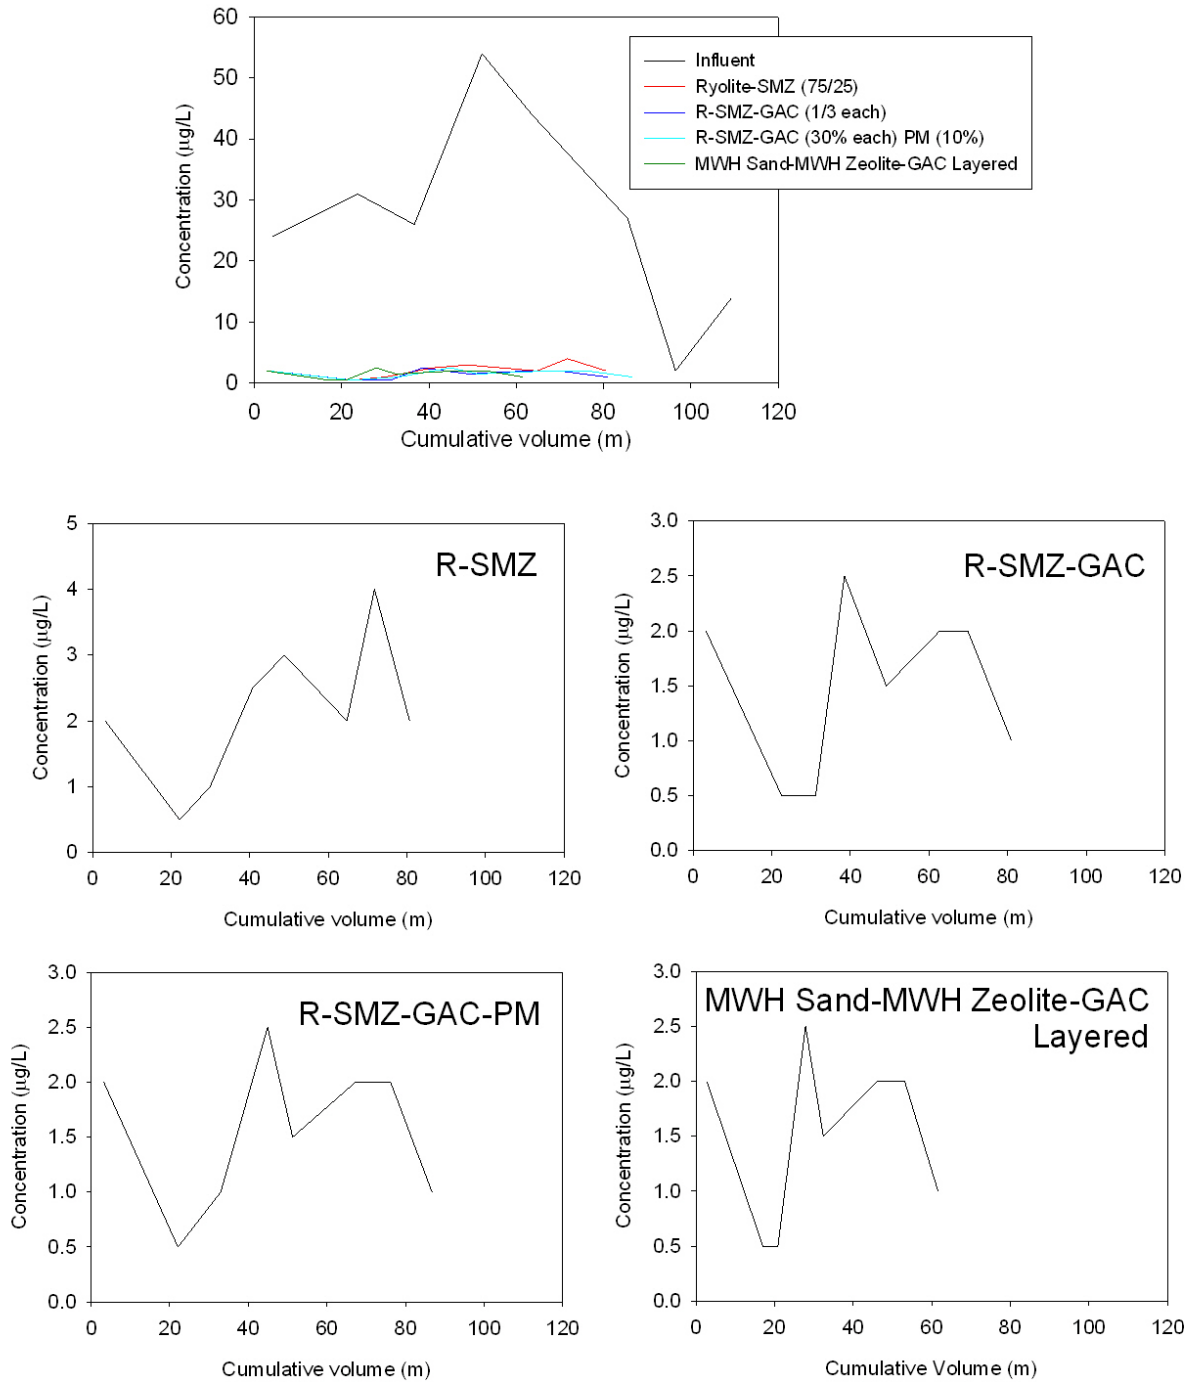 60
50
40
30
20
10
0
Concentration (µg/L)
0 20 40 60 80 100 120
Cumulative volume (m)
Influent
Ryolite-SMZ (75/25)
R-SMZ-GAC (1/3 each)
R-SMZ-GAC (30% each) PM (10%)
MWH Sand-MWH Zeolite-GAC Layered
R-SMZ
5
4
3
2
1
0
Concentration (µg/L)
0 20 40 60 80 100 120
Cumulative volume (m)
R-SMZ-GAC
3.0
2.5
2.0
1.5
1.0
0.5
0.0
Concentration (µg/L)
0 20 40 60 80 100 120
Cumulative volume (m)
R-SMZ-GAC-PM
3.0
2.5
2.0
1.5
1.0
0.5
0.0
Concentration (µg/L)
0 20 40 60 80 100 120
Cumulative volume (m)
MWH Sand-MWH Zeolite-GAC
Layered
3.0
2.5
2.0
1.5
1.0
0.5
0.0
Concentration (µg/L)
0 20 40 60 80 100 120
Cumulative Volume (m)